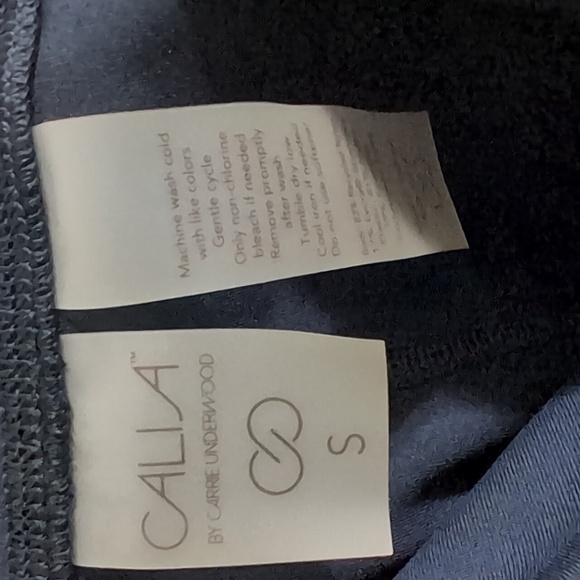 CALIA™
BY CARRIE UNDERWOOD
S
Machine wash cold
with like colors
Gentle cycle
Only non-chlorine
bleach if needed
Remove promptly
after wash
Tumble dry low
Cool iron if needed
Do not use softener